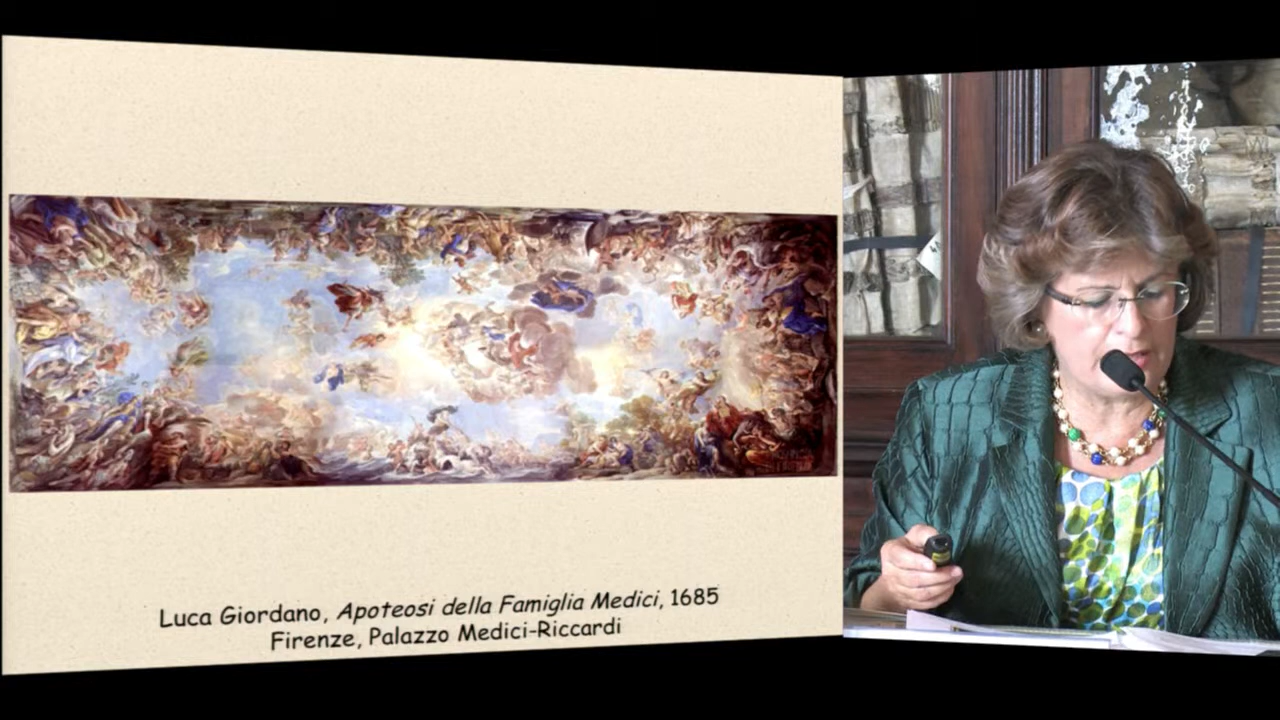 Luca Giordano, Apoteosi della Famiglia Medici, 1685
Firenze, Palazzo Medici-Riccardi